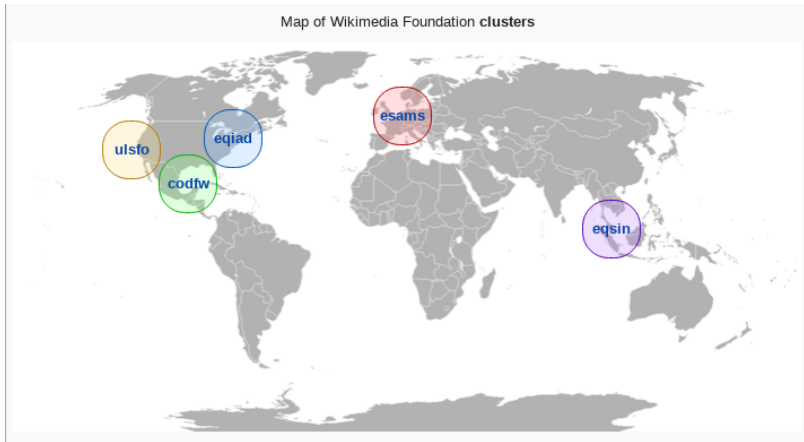 Map of Wikimedia Foundation clusters
esams
eqiad
ulsfo
codfw
eqsin